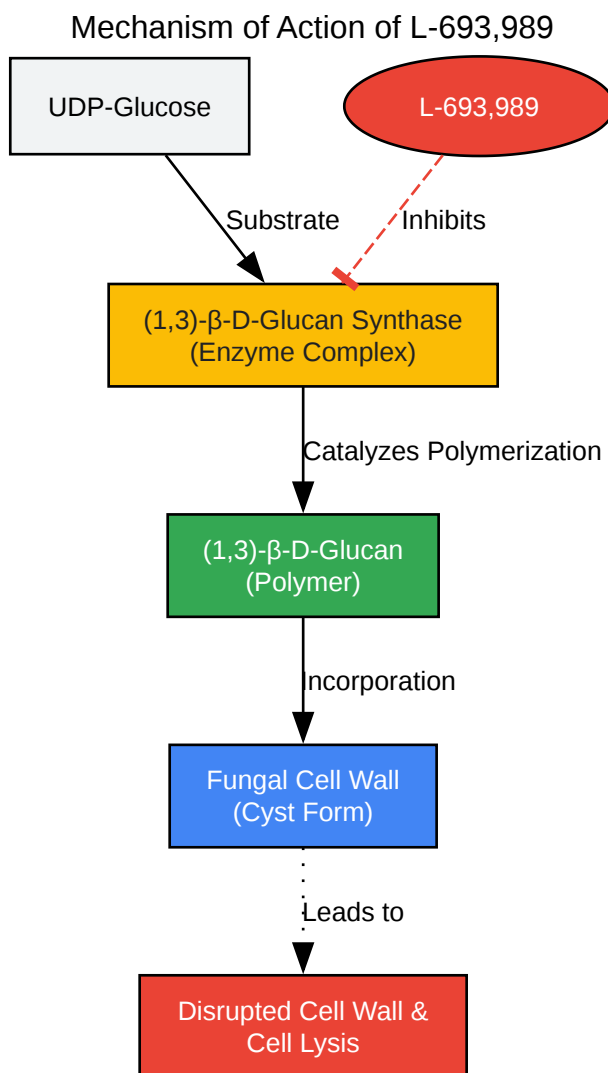 Mechanism of Action of L-693,989
UDP-Glucose
L-693,989
Substrate
Inhibits
(1,3)-β-D-Glucan Synthase
(Enzyme Complex)
Catalyzes Polymerization
(1,3)-β-D-Glucan
(Polymer)
Incorporation
Fungal Cell Wall
(Cyst Form)
Leads to
Disrupted Cell Wall &
Cell Lysis